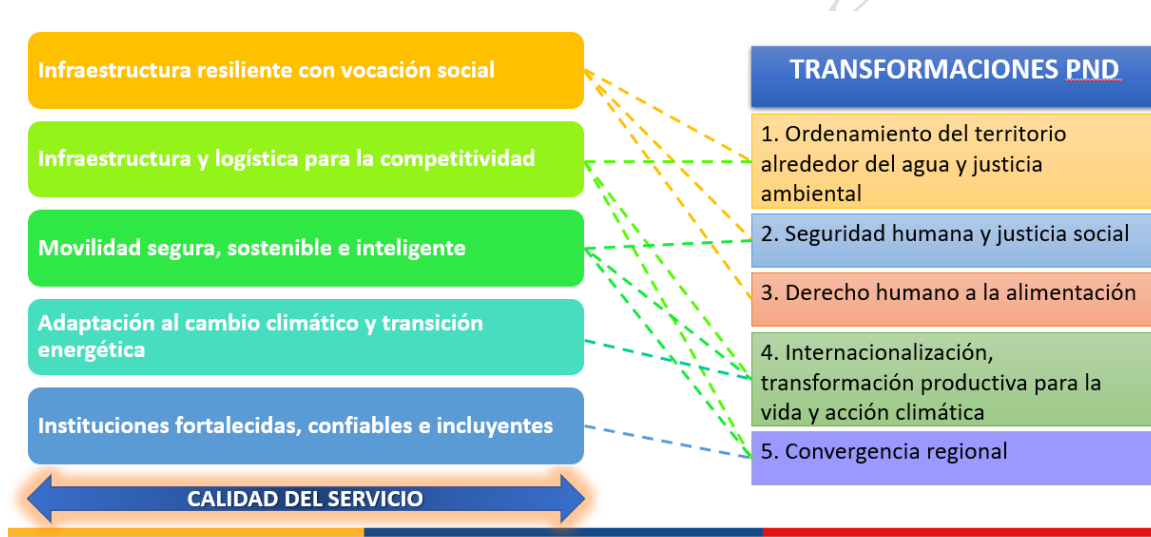 Infraestructura resiliente con vocación social
Infraestructura y logística para la competitividad
Movilidad segura, sostenible e inteligente
Adaptación al cambio climático y transición
energética
Instituciones fortalecidas, confiables e incluyentes
CALIDAD DEL SERVICIO
TRANSFORMACIONES PND
1. Ordenamiento del territorio
alrededor del agua y justicia
ambiental
2. Seguridad humana y justicia social
3. Derecho humano a la alimentación
4. Internacionalización,
transformación productiva para la
vida y acción climática
5. Convergencia regional